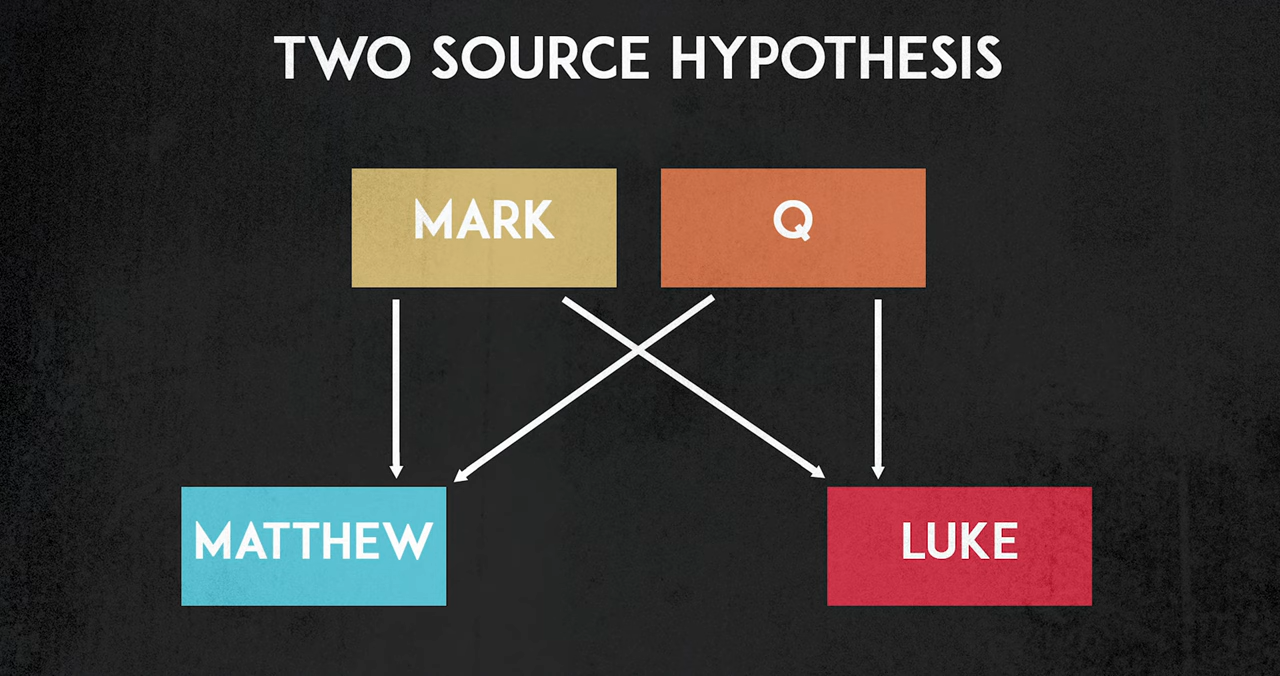 TWO SOURCE HYPOTHESIS
MARK
Q
MATTHEW
LUKE